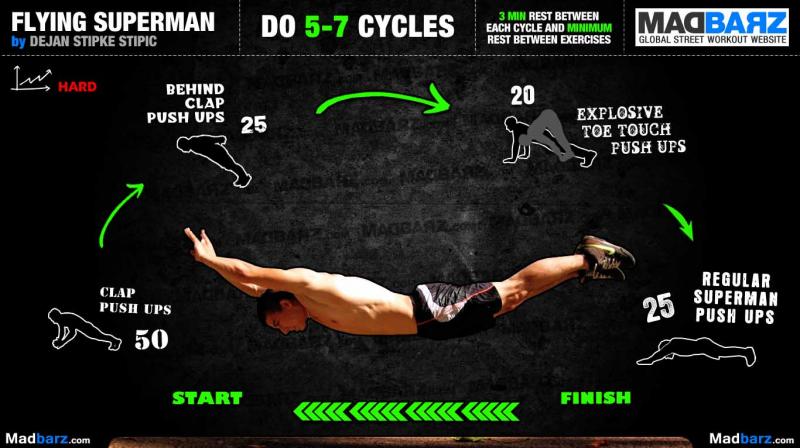 FLYING SUPERMAN
by DEJAN STIPKE STIPIC
DO 5-7 CYCLES
3 MIN REST BETWEEN
EACH CYCLE AND MINIMUM
REST BETWEEN EXERCISES
MADBARZ
GLOBAL STREET WORKOUT WEBSITE
HARD
BEHIND
CLAP
PUSH UPS
25
20
EXPLOSIVE
TOE TOUCH
PUSH UPS
CLAP
PUSH UPS
50
25
REGULAR
SUPERMAN
PUSH UPS
START
FINISH
Madbarz.com
Madbarz.com